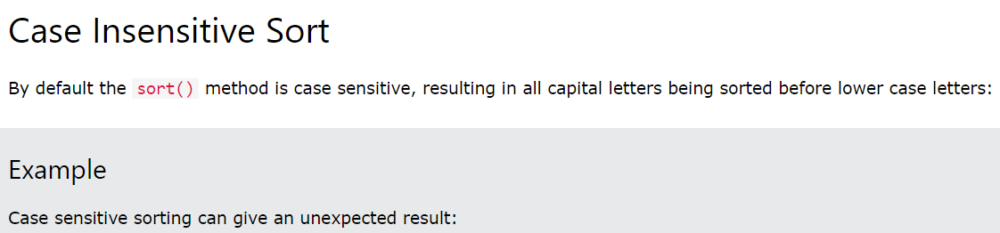 Case Insensitive Sort
By default the sort() method is case sensitive, resulting in all capital letters being sorted before lower case letters:
Example
Case sensitive sorting can give an unexpected result: